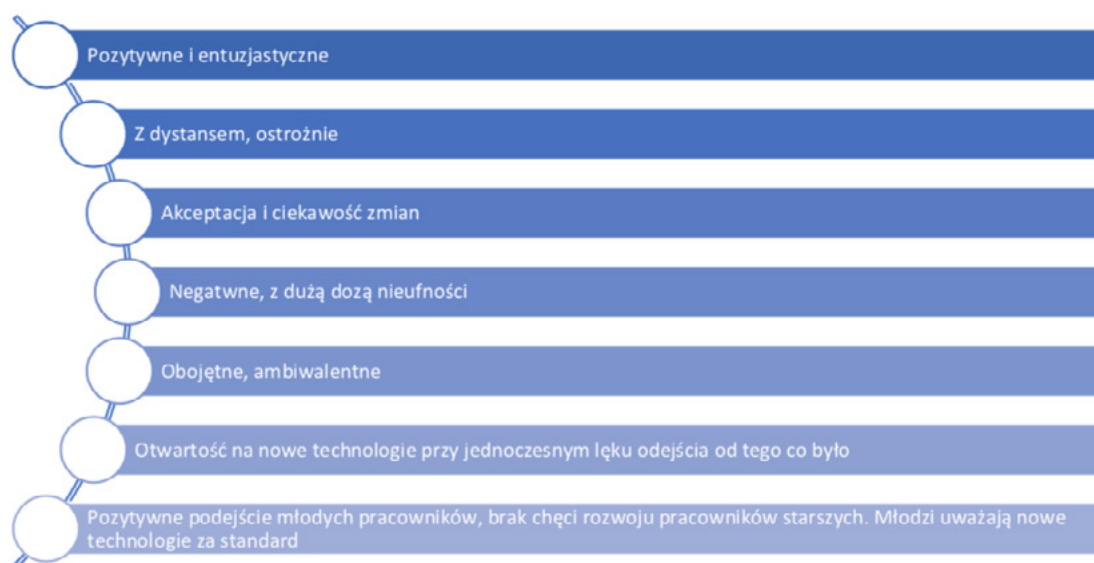 Pozytywne i entuzjastyczne
Z dystansem, ostrożnie
Akceptacja i ciekawość zmian
Negatwne, z dużą dozą nieufności
Obojętne, ambiwalentne
Otwartość na nowe technologie przy jednoczesnym lęku odejścia od tego co było
Pozytywne podejście młodych pracowników, brak chęci rozwoju pracowników starszych. Młodzi uważają nowe
technologie za standard